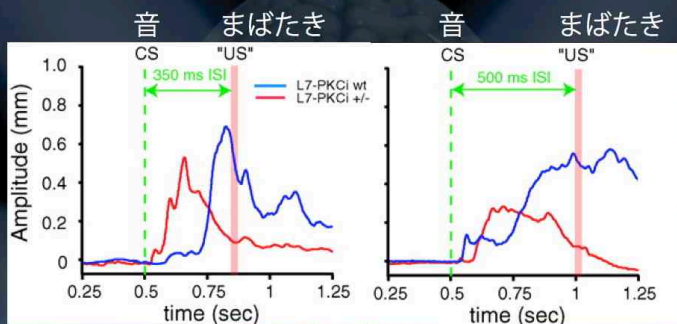 音 まばたき
CS "US"
350 ms ISI
L7-PKCi wt
L7-PKCi +/-
Amplitude (mm)
1.0
0.8
0.6
0.4
0.2
0
0.25 0.5 0.75 1 1.25
time (sec)
音 まばたき
CS "US"
500 ms ISI
0.25 0.5 0.75 1 1.25
time (sec)